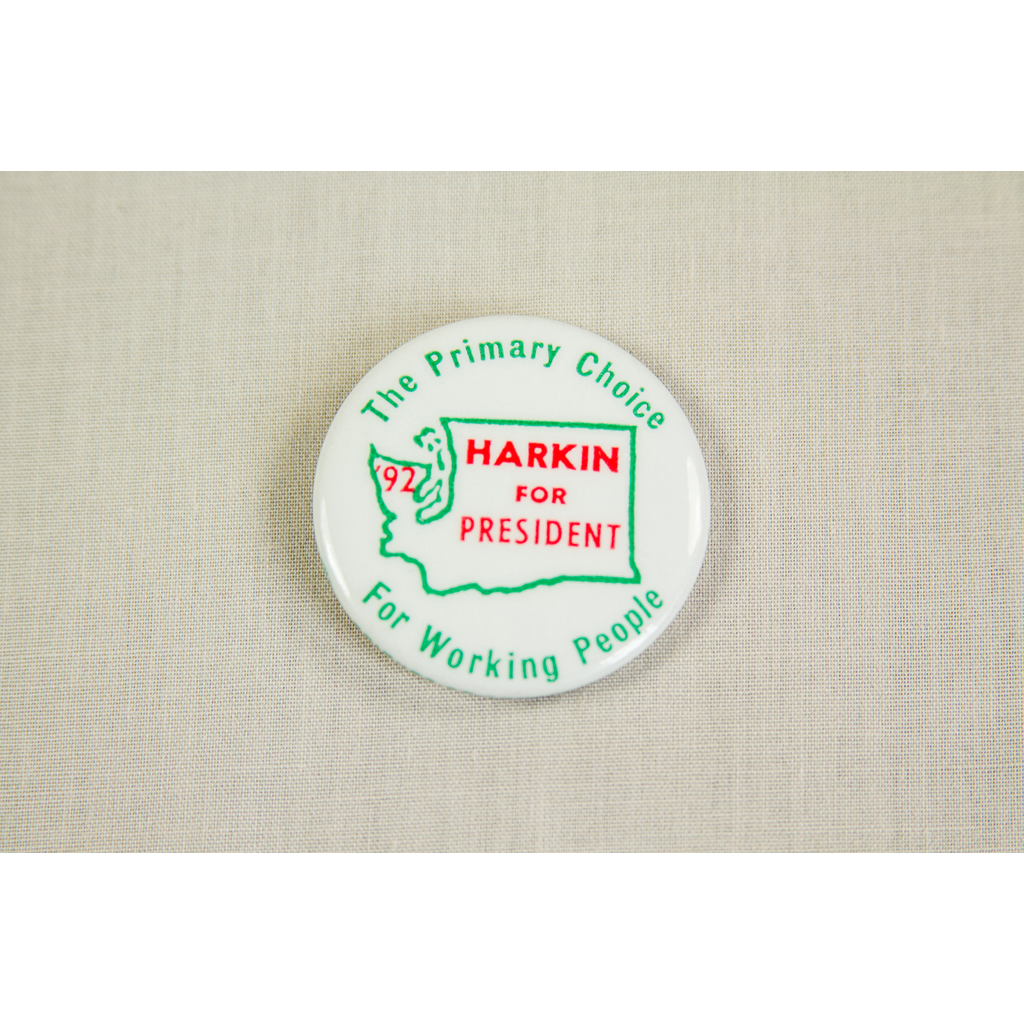 The Primary Choice
HARKIN
'92
FOR
PRESIDENT
For Working People